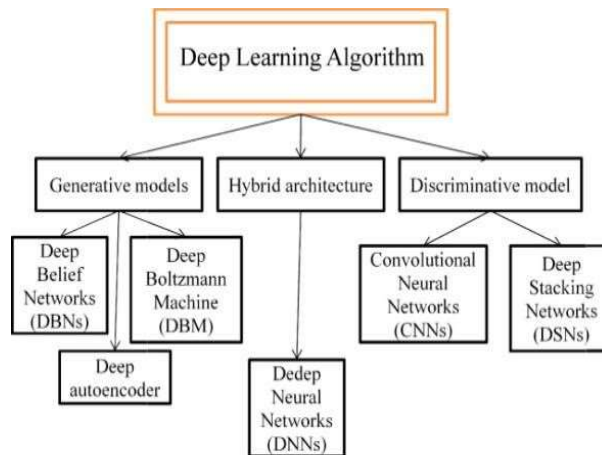 Deep Learning Algorithm
Generative models
Hybrid architecture
Discriminative model
Deep
Belief
Networks
(DBNs)
Deep
Boltzmann
Machine
(DBM)
Convolutional
Neural
Networks
(CNNs)
Deep
Stacking
Networks
(DSNs)
Deep
autoencoder
Dedep
Neural
Networks
(DNNs)